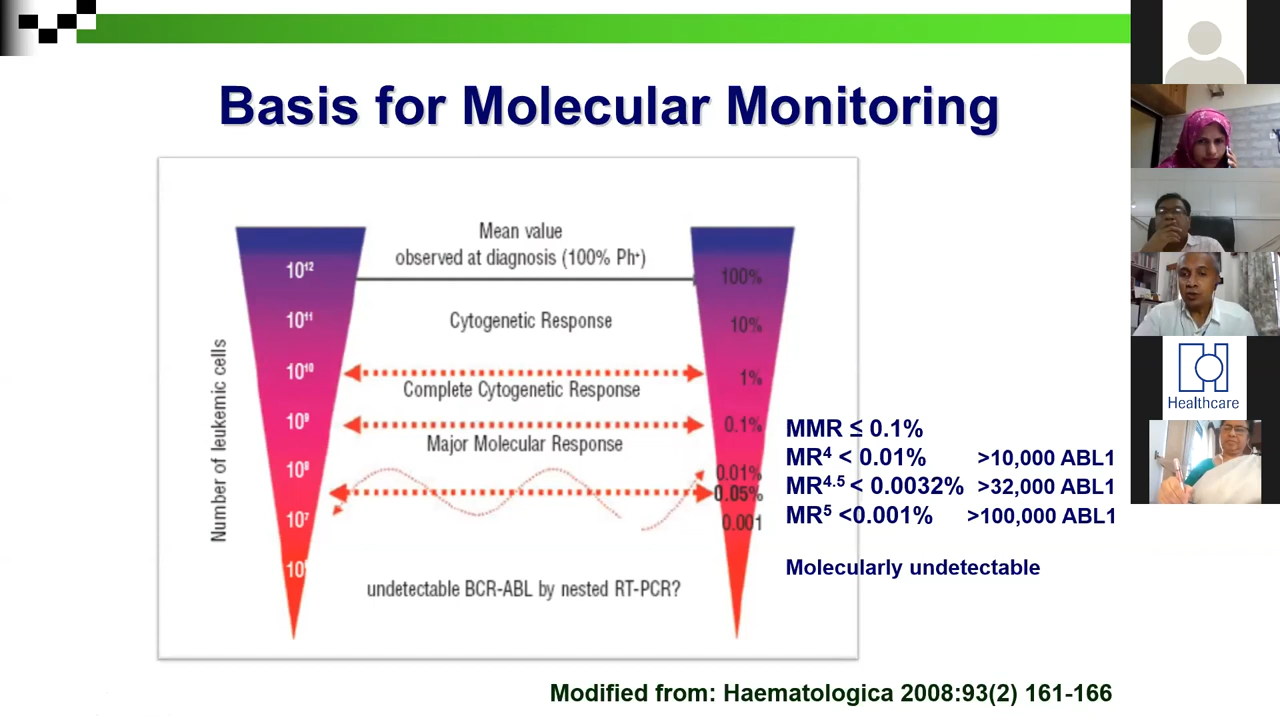 Basis for Molecular Monitoring
Mean value
observed at diagnosis (100% Ph⁺)
Cytogenetic Response
Complete Cytogenetic Response
Major Molecular Response
undetectable BCR-ABL by nested RT-PCR?
Number of leukemic cells
10¹²
10¹¹
10¹⁰
10⁹
10⁸
10⁷
100%
10%
1%
0.1%
0.01%
0.05%
0.001
MMR ≤ 0.1%
MR⁴ < 0.01% >10,000 ABL1
MR⁴·⁵ < 0.0032% >32,000 ABL1
MR⁵ <0.001% >100,000 ABL1
Molecularly undetectable
Modified from: Haematologica 2008:93(2) 161-166
Healthcare